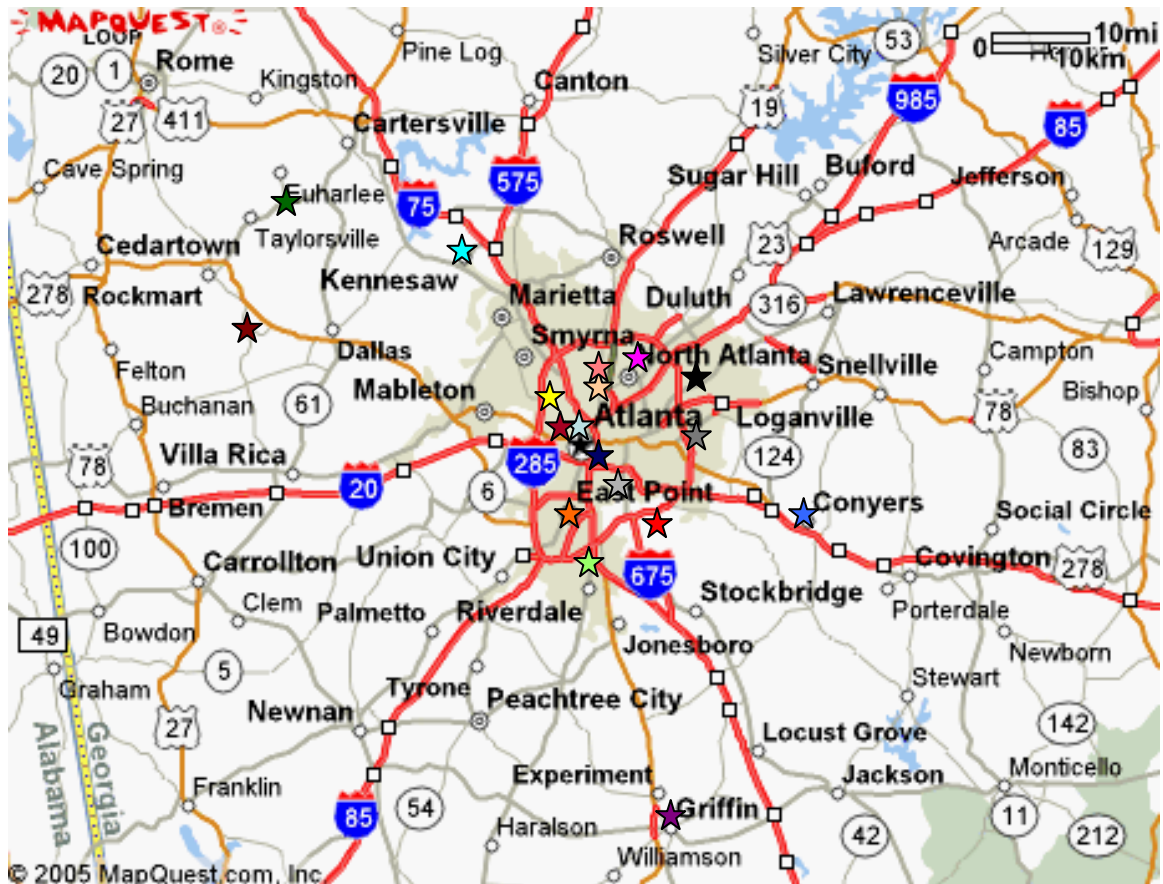 MAPQUEST
LOOP
20
1
Rome
Pine Log
Silver City
53
0
10mi
10km
Kingston
Canton
27
411
19
985
85
Cartersville
Cave Spring
575
Sugar Hill
Buford
Jefferson
Euharlee
75
Taylorsville
Roswell
23
Arcade
129
Cedartown
278
Rockmart
Kennesaw
Marietta
Duluth
316
Lawrenceville
Smyrna
North Atlanta
Dallas
Snellville
Campton
Felton
Mableton
Bishop
61
Buchanan
Atlanta
Loganville
78
83
Villa Rica
78
285
124
20
6
East Point
Conyers
Social Circle
Bremen
100
Union City
Covington
278
Carrollton
675
Stockbridge
Clem
Palmetto
Riverdale
Porterdale
49
Bowdon
Jonesboro
Newborn
5
Graham
Tyrone
Stewart
Peachtree City
Newnan
27
Locust Grove
142
Georgia
Alabama
Experiment
Jackson
Monticello
Franklin
85
54
Griffin
11
Haralson
42
212
Williamson
© 2005 MapQuest.com, Inc